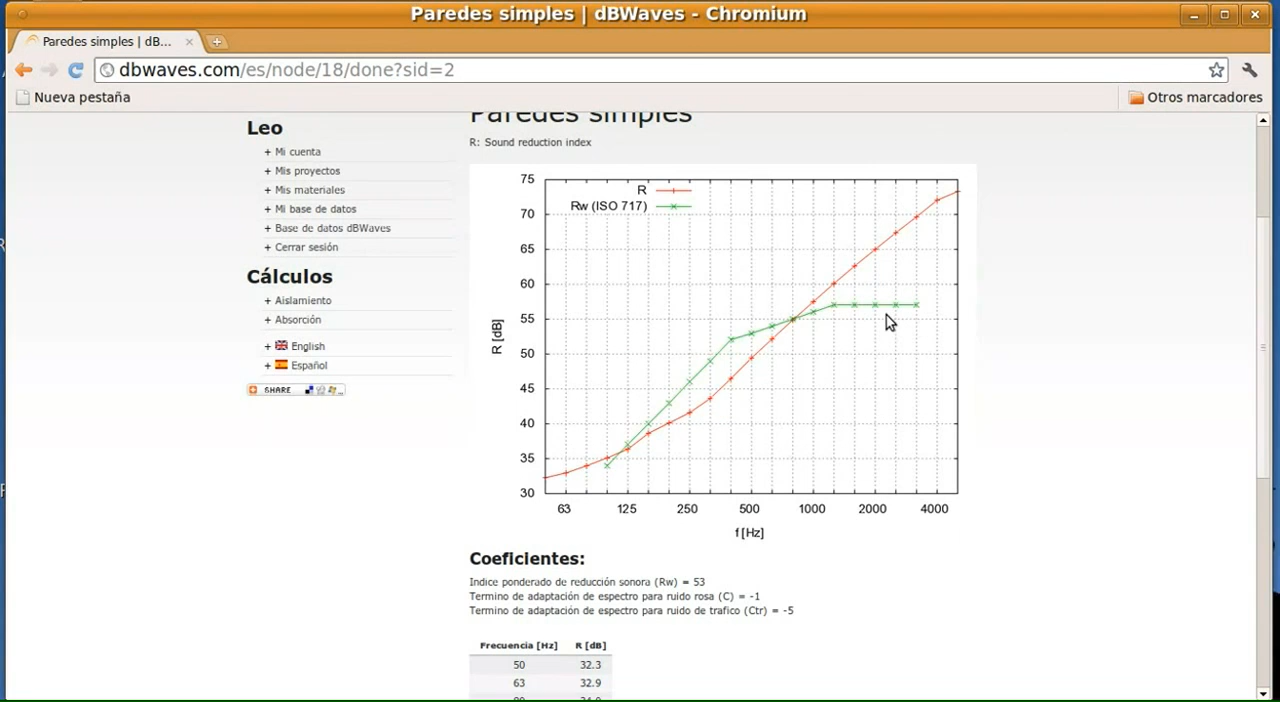 Paredes simples | dBWaves - Chromium
Paredes simples | dB...
dbwaves.com/es/node/18/done?sid=2
Nueva pestaña
Otros marcadores
Leo
+ Mi cuenta
+ Mis proyectos
+ Mis materiales
+ Mi base de datos
+ Base de datos dBWaves
+ Cerrar sesión
Cálculos
+ Aislamiento
+ Absorción
+ English
+ Español
SHARE
Paredes simples
R: Sound reduction index
R
Rw (ISO 717)
75
70
65
60
55
50
45
40
35
30
R [dB]
63 125 250 500 1000 2000 4000
f [Hz]
Coeficientes:
Indice ponderado de reducción sonora (Rw) = 53
Termino de adaptación de espectro para ruido rosa (C) = -1
Termino de adaptación de espectro para ruido de trafico (Ctr) = -5
Frecuencia [Hz] R [dB]
50 32.3
63 32.9